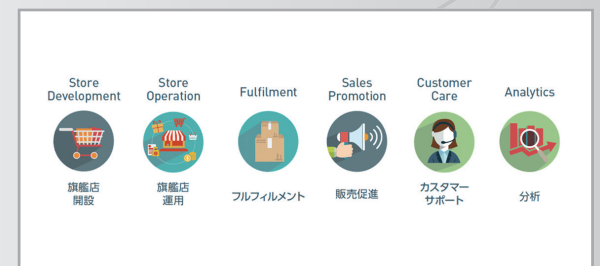 Store
Development
Store
Operation
Fulfilment
Sales
Promotion
Customer
Care
Analytics
旗艦店
開設
旗艦店
運用
フルフィルメント
販売促進
カスタマー
サポート
分析